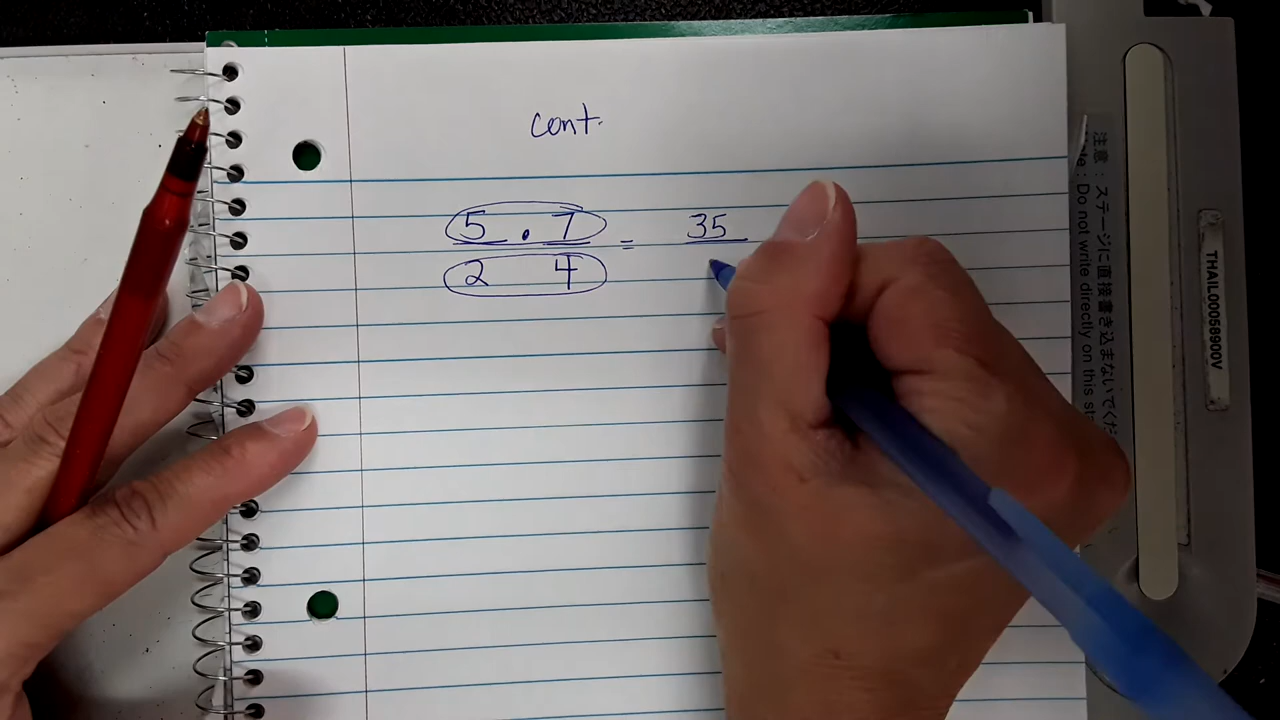 cont.
5 . 7 = 35
2 4
THAIL00058900V
注意：ステージに直接書き込まないでくだ
Note : Do not write directly on this st